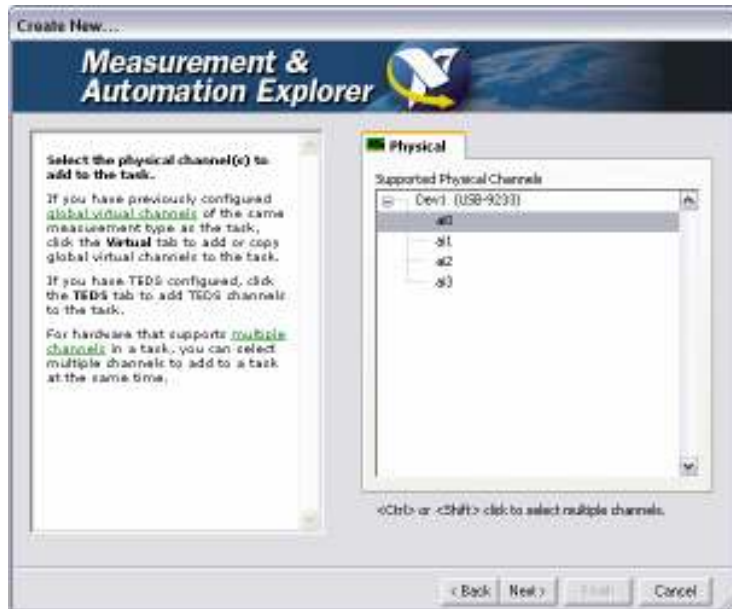 Create New...
Measurement &
Automation Explorer
Select the physical channel(s) to
add to the task.
If you have previously configured
global virtual channels of the same
measurement type as the task,
click the Virtual tab to add or copy
global virtual channels to the task.
If you have TEDS configured, click
the TEDS tab to add TEDS channels
to the task.
For hardware that supports multiple
channels in a task, you can select
multiple channels to add to a task
at the same time.
Physical
Supported Physical Channels
Dev1 (USB-9233)
ai0
ai1
ai2
ai3
<Ctrl> or <Shift> click to select multiple channels.
< Back
Next >
Finish
Cancel